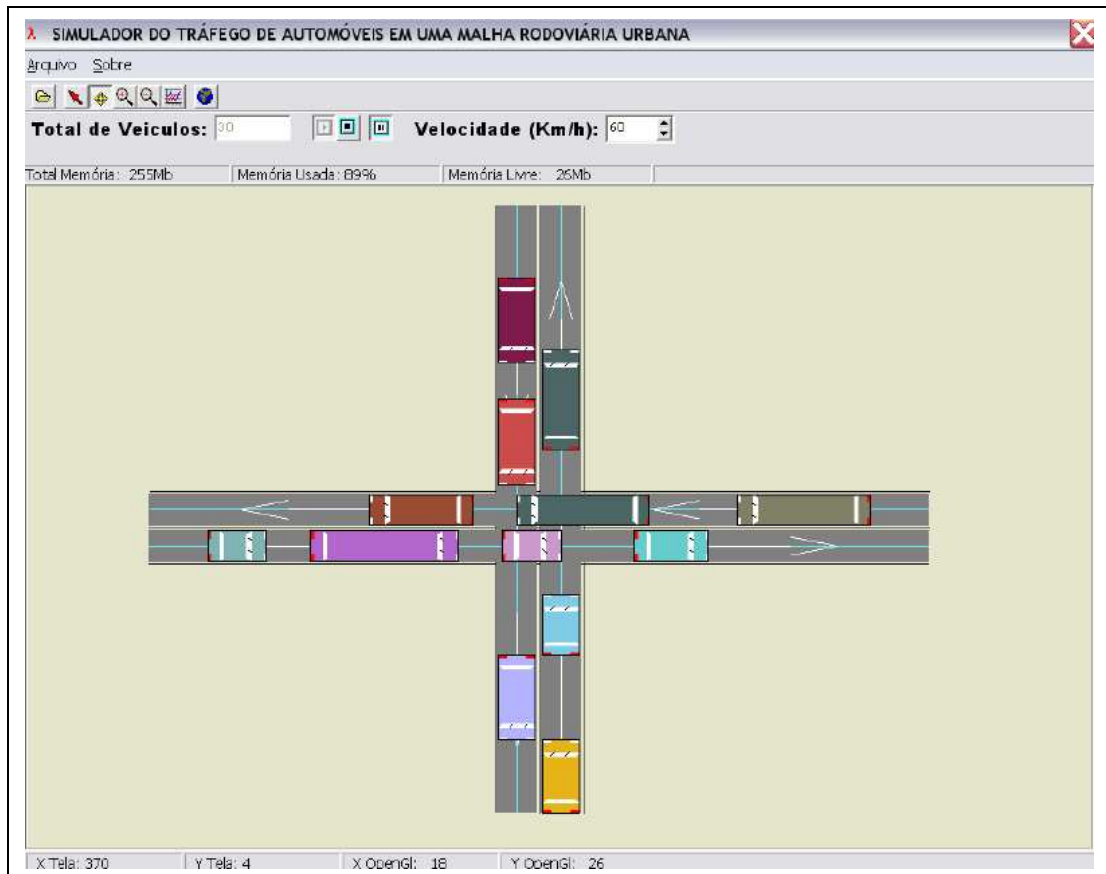 SIMULADOR DO TRÁFEGO DE AUTOMÓVEIS EM UMA MALHA RODOVIÁRIA URBANA
Arquivo Sobre
Total de Veiculos: 30 Velocidade (Km/h): 60
Total Memória: 255Mb Memória Usada: 89% Memória Livre: 26Mb
X Tela: 370 Y Tela: 4 X OpenGl: 18 Y OpenGl: 26